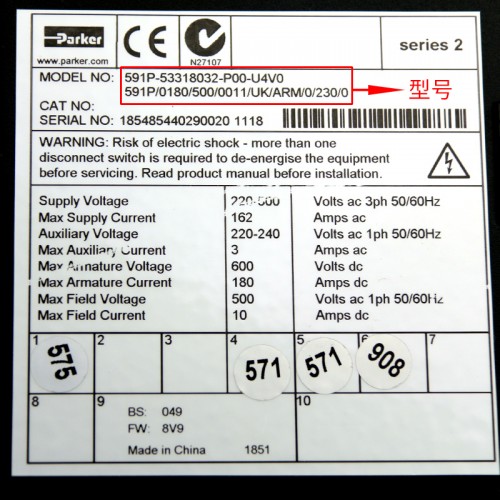 Parker
www.parker.com
N27107
series 2
MODEL NO: 591P-53318032-P00-U4V0
591P/0180/500/0011/UK/ARM/0/230/0
型号
CAT NO:
SERIAL NO: 185485440290020 1118
WARNING: Risk of electric shock - more than one
disconnect switch is required to de-energise the equipment
before servicing. Read product manual before installation.
Supply Voltage 220-500 Volts ac 3ph 50/60Hz
Max Supply Current 162 Amps ac
Auxiliary Voltage 220-240 Volts ac 1ph 50/60Hz
Max Auxiliary Current 3 Amps ac
Max Armature Voltage 600 Volts dc
Max Armature Current 180 Amps dc
Max Field Voltage 500 Volts ac 1ph 50/60Hz
Max Field Current 10 Amps dc
1 2 3 4 5 6 7
575 571 571 908
8 9 10
BS: 049
FW: 8V9
Made in China 1851